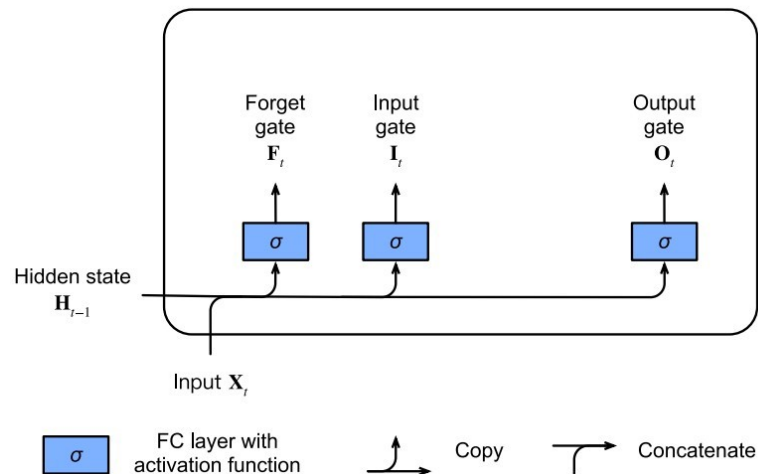 Forget
gate
F_t
Input
gate
I_t
Output
gate
O_t
σ
σ
σ
Hidden state
H_{t−1}
Input X_t
σ
FC layer with
activation function
Copy
Concatenate